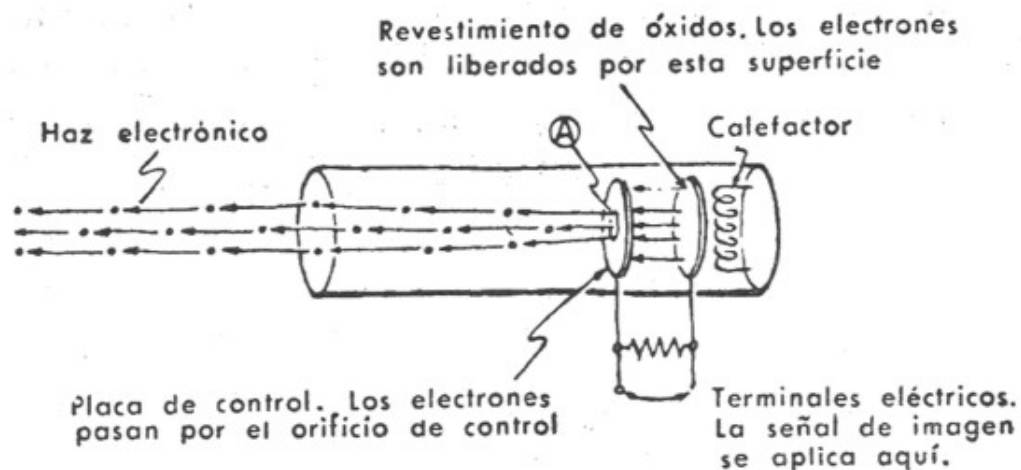 Revestimiento de óxidos. Los electrones
son liberados por esta superficie
Haz electrónico
A
Calefactor
Placa de control. Los electrones
pasan por el orificio de control
Terminales eléctricos.
La señal de imagen
se aplica aquí.